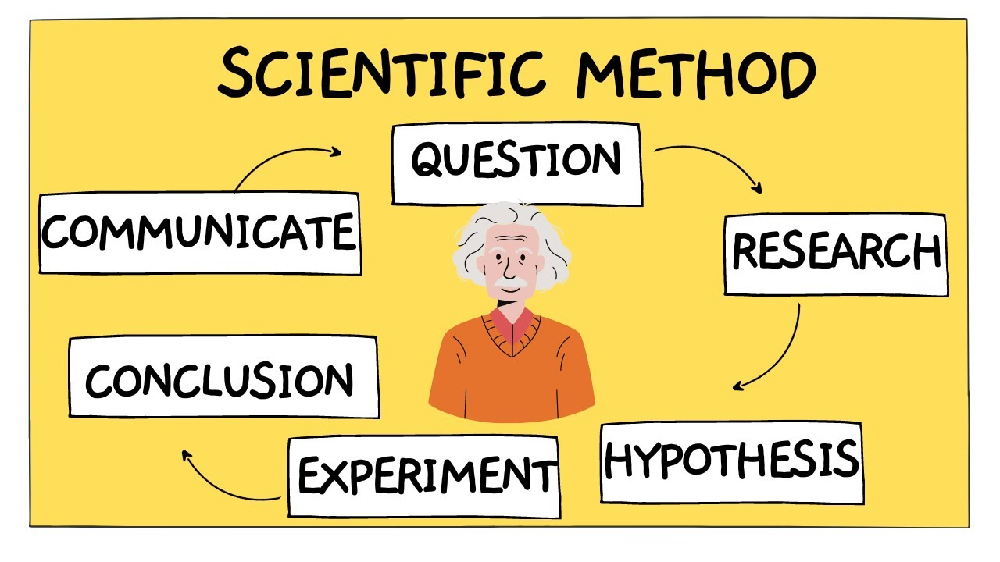 SCIENTIFIC METHOD
QUESTION
RESEARCH
HYPOTHESIS
EXPERIMENT
CONCLUSION
COMMUNICATE